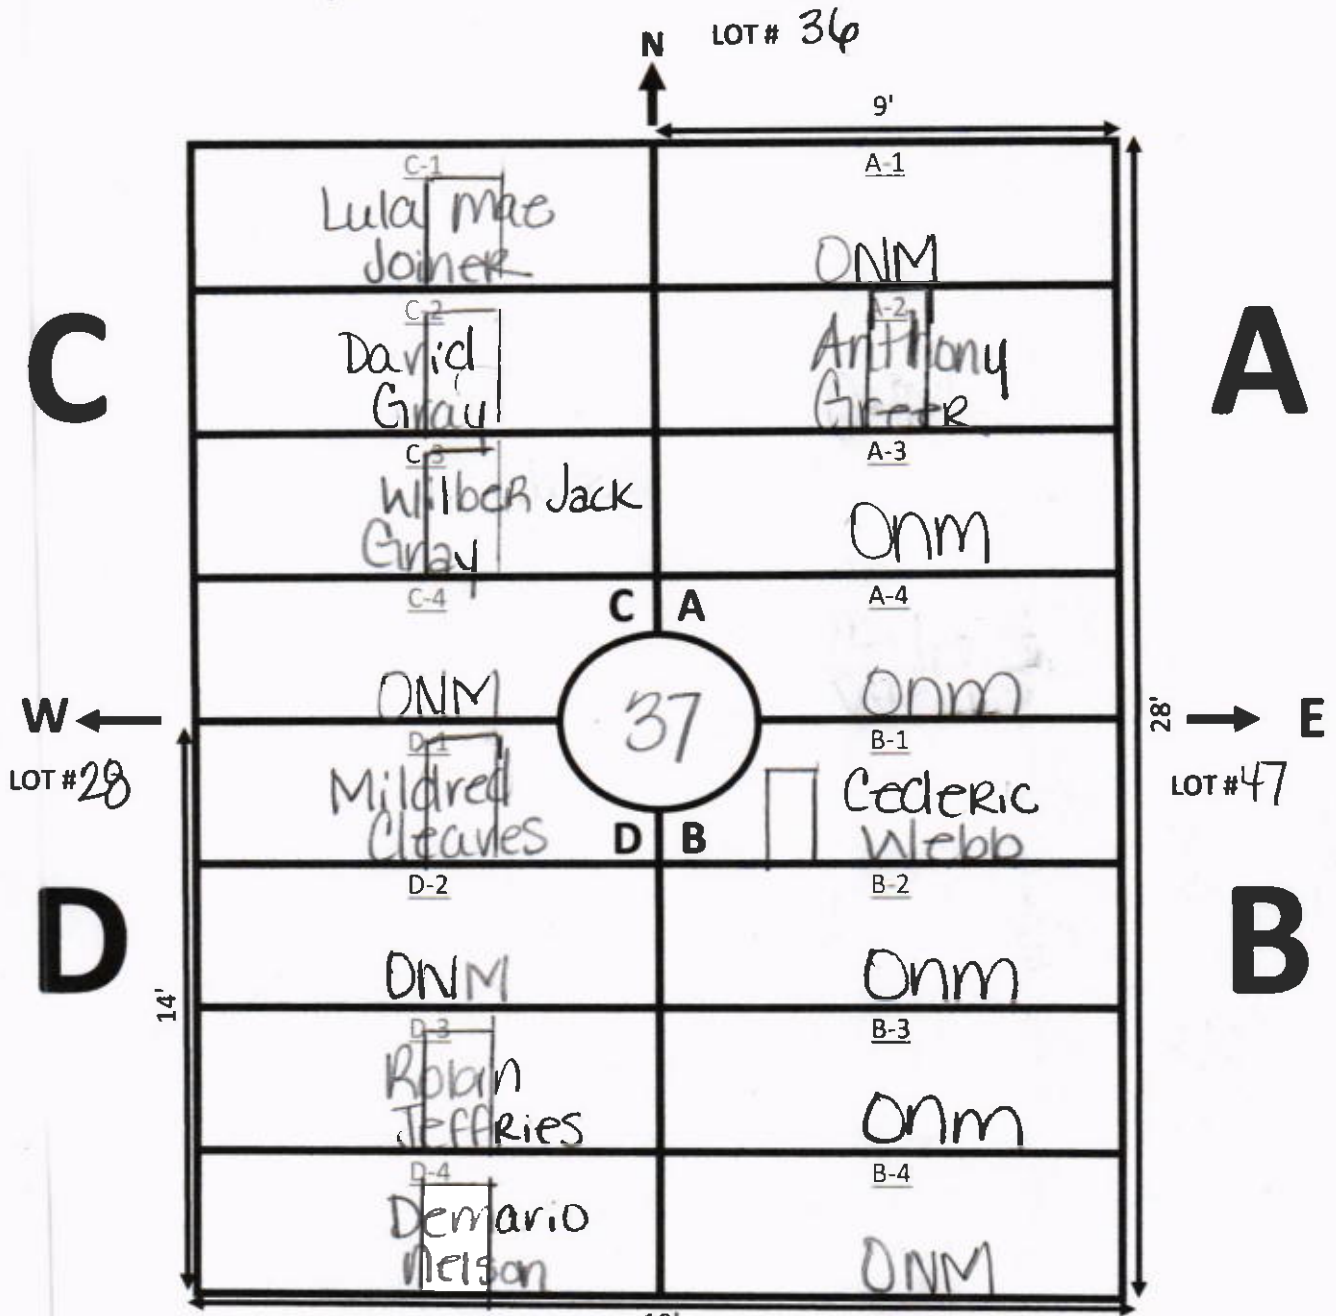 N LOT # 36
9'
C-1 A-1
Lula Mae
Joiner ONM
C-2 A-2
David Anthony
Gray Greer
C A
C-3 A-3
Wilber Jack Onm
Gray
C-4 C A A-4
ONM 37 Onm
W 28' E
LOT #28 LOT #47
D-1 B-1
Mildred Cederic
Cleaves D B Webb
D-2 B-2
D B
ONM Onm
14'
D-3 B-3
Robin
Jeffries Onm
D-4 B-4
Demario
Nelson ONM